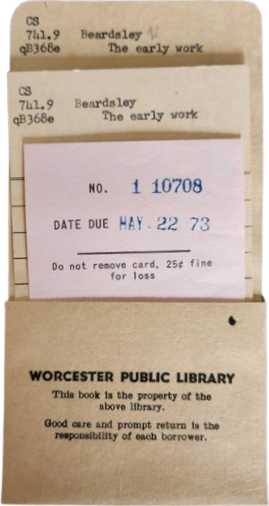 CS
741.9 Beardsley
qB368e The early work
CS
741.9 Beardsley
qB368e The early work
NO. 1 10708
DATE DUE MAY 22 73
Do not remove card, 25¢ fine
for loss
WORCESTER PUBLIC LIBRARY
This book is the property of the
above library.
Good care and prompt return is the
responsibility of each borrower.